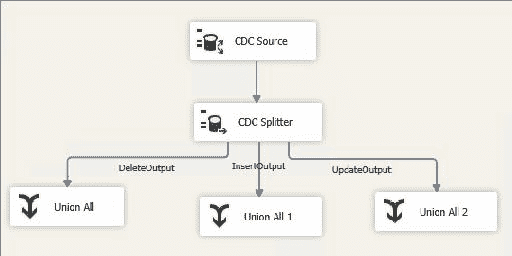 CDC Source
CDC Splitter
DeleteOutput
InsertOutput
UpdateOutput
Union All
Union All 1
Union All 2